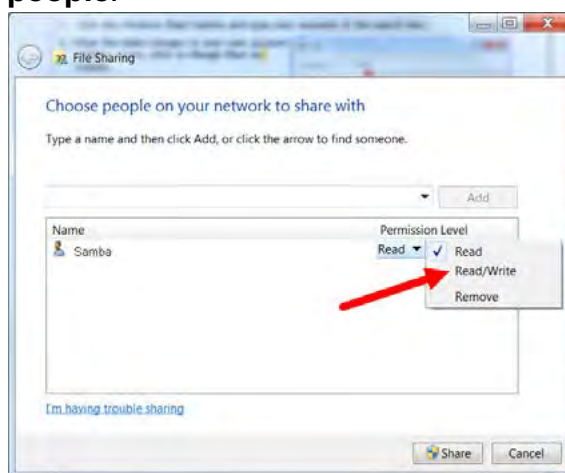 people.
File Sharing
Choose people on your network to share with
Type a name and then click Add, or click the arrow to find someone.
Add
Name Permission Level
Samba Read ✓ Read
Read/Write
Remove
I'm having trouble sharing
Share Cancel